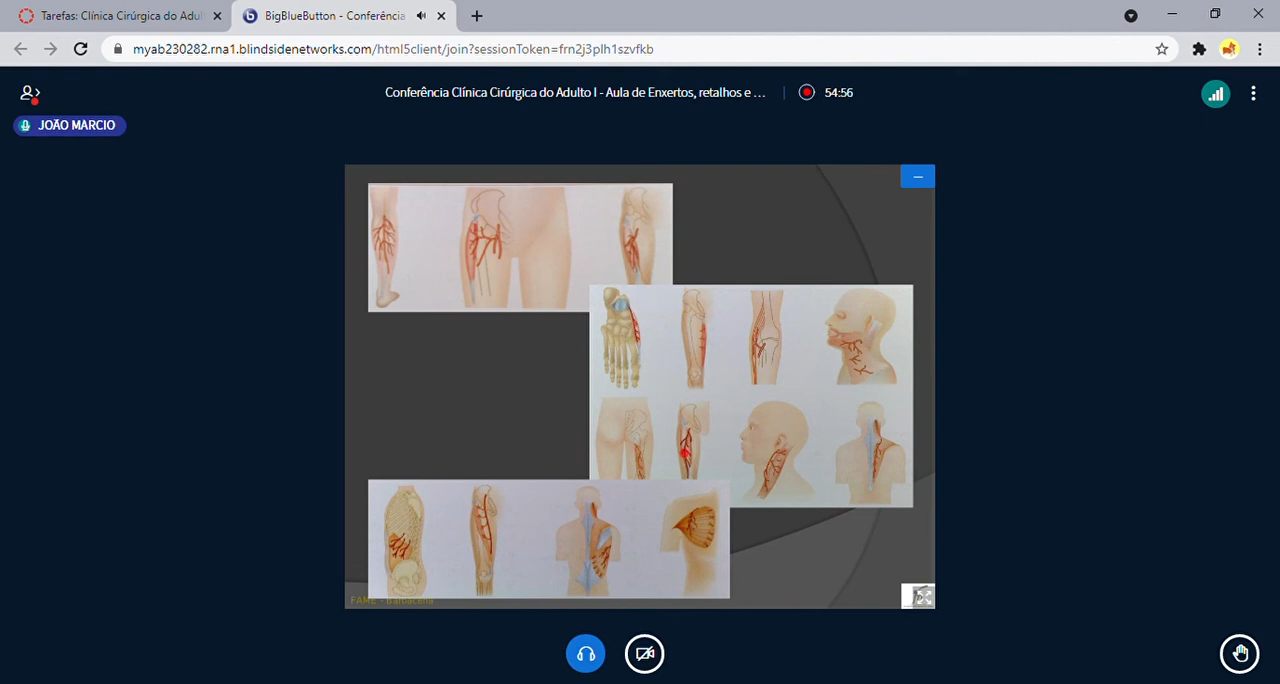 Tarefas: Clínica Cirúrgica do Adul
BigBlueButton - Conferência
myab230282.rna1.blindsidenetworks.com/html5client/join?sessionToken=frn2j3plh1szvfkb
Conferência Clínica Cirúrgica do Adulto I - Aula de Enxertos, retalhos e ...
54:56
JOÃO MARCIO
FAME - Barbacena